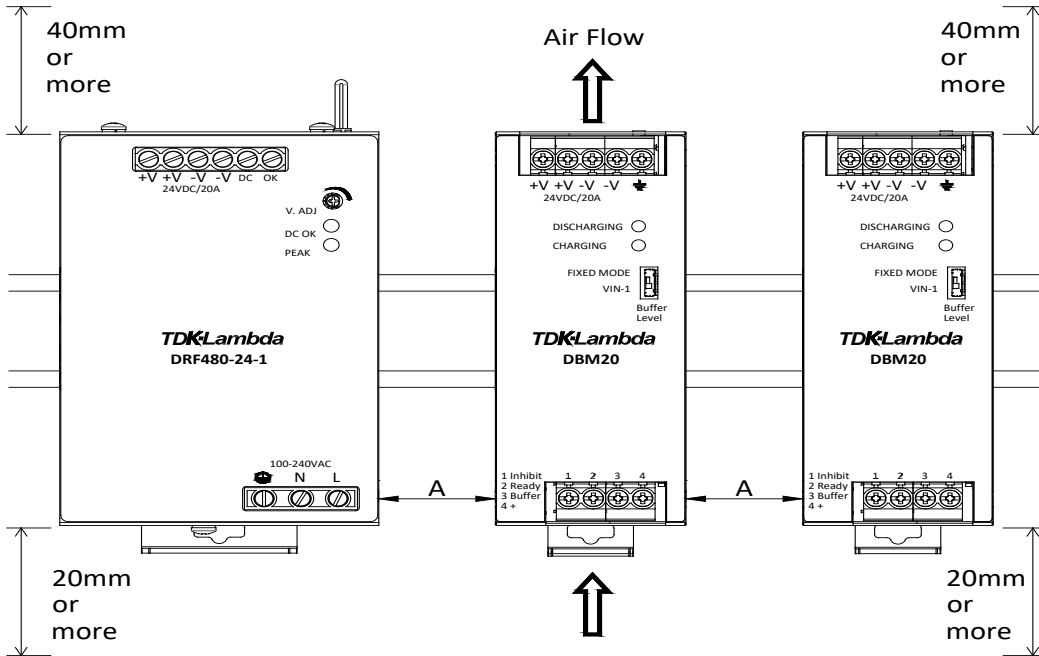 40mm
or
more
Air Flow
40mm
or
more
+V +V -V -V DC OK
24VDC/20A
V. ADJ
DC OK
PEAK
TDK-Lambda
DRF480-24-1
100-240VAC
N L
+V +V -V -V
24VDC/20A
DISCHARGING
CHARGING
FIXED MODE
VIN-1
Buffer
Level
TDK-Lambda
DBM20
1 Inhibit
2 Ready
3 Buffer
4 +
1 2 3 4
+V +V -V -V
24VDC/20A
DISCHARGING
CHARGING
FIXED MODE
VIN-1
Buffer
Level
TDK-Lambda
DBM20
1 Inhibit
2 Ready
3 Buffer
4 +
1 2 3 4
A
A
20mm
or
more
20mm
or
more